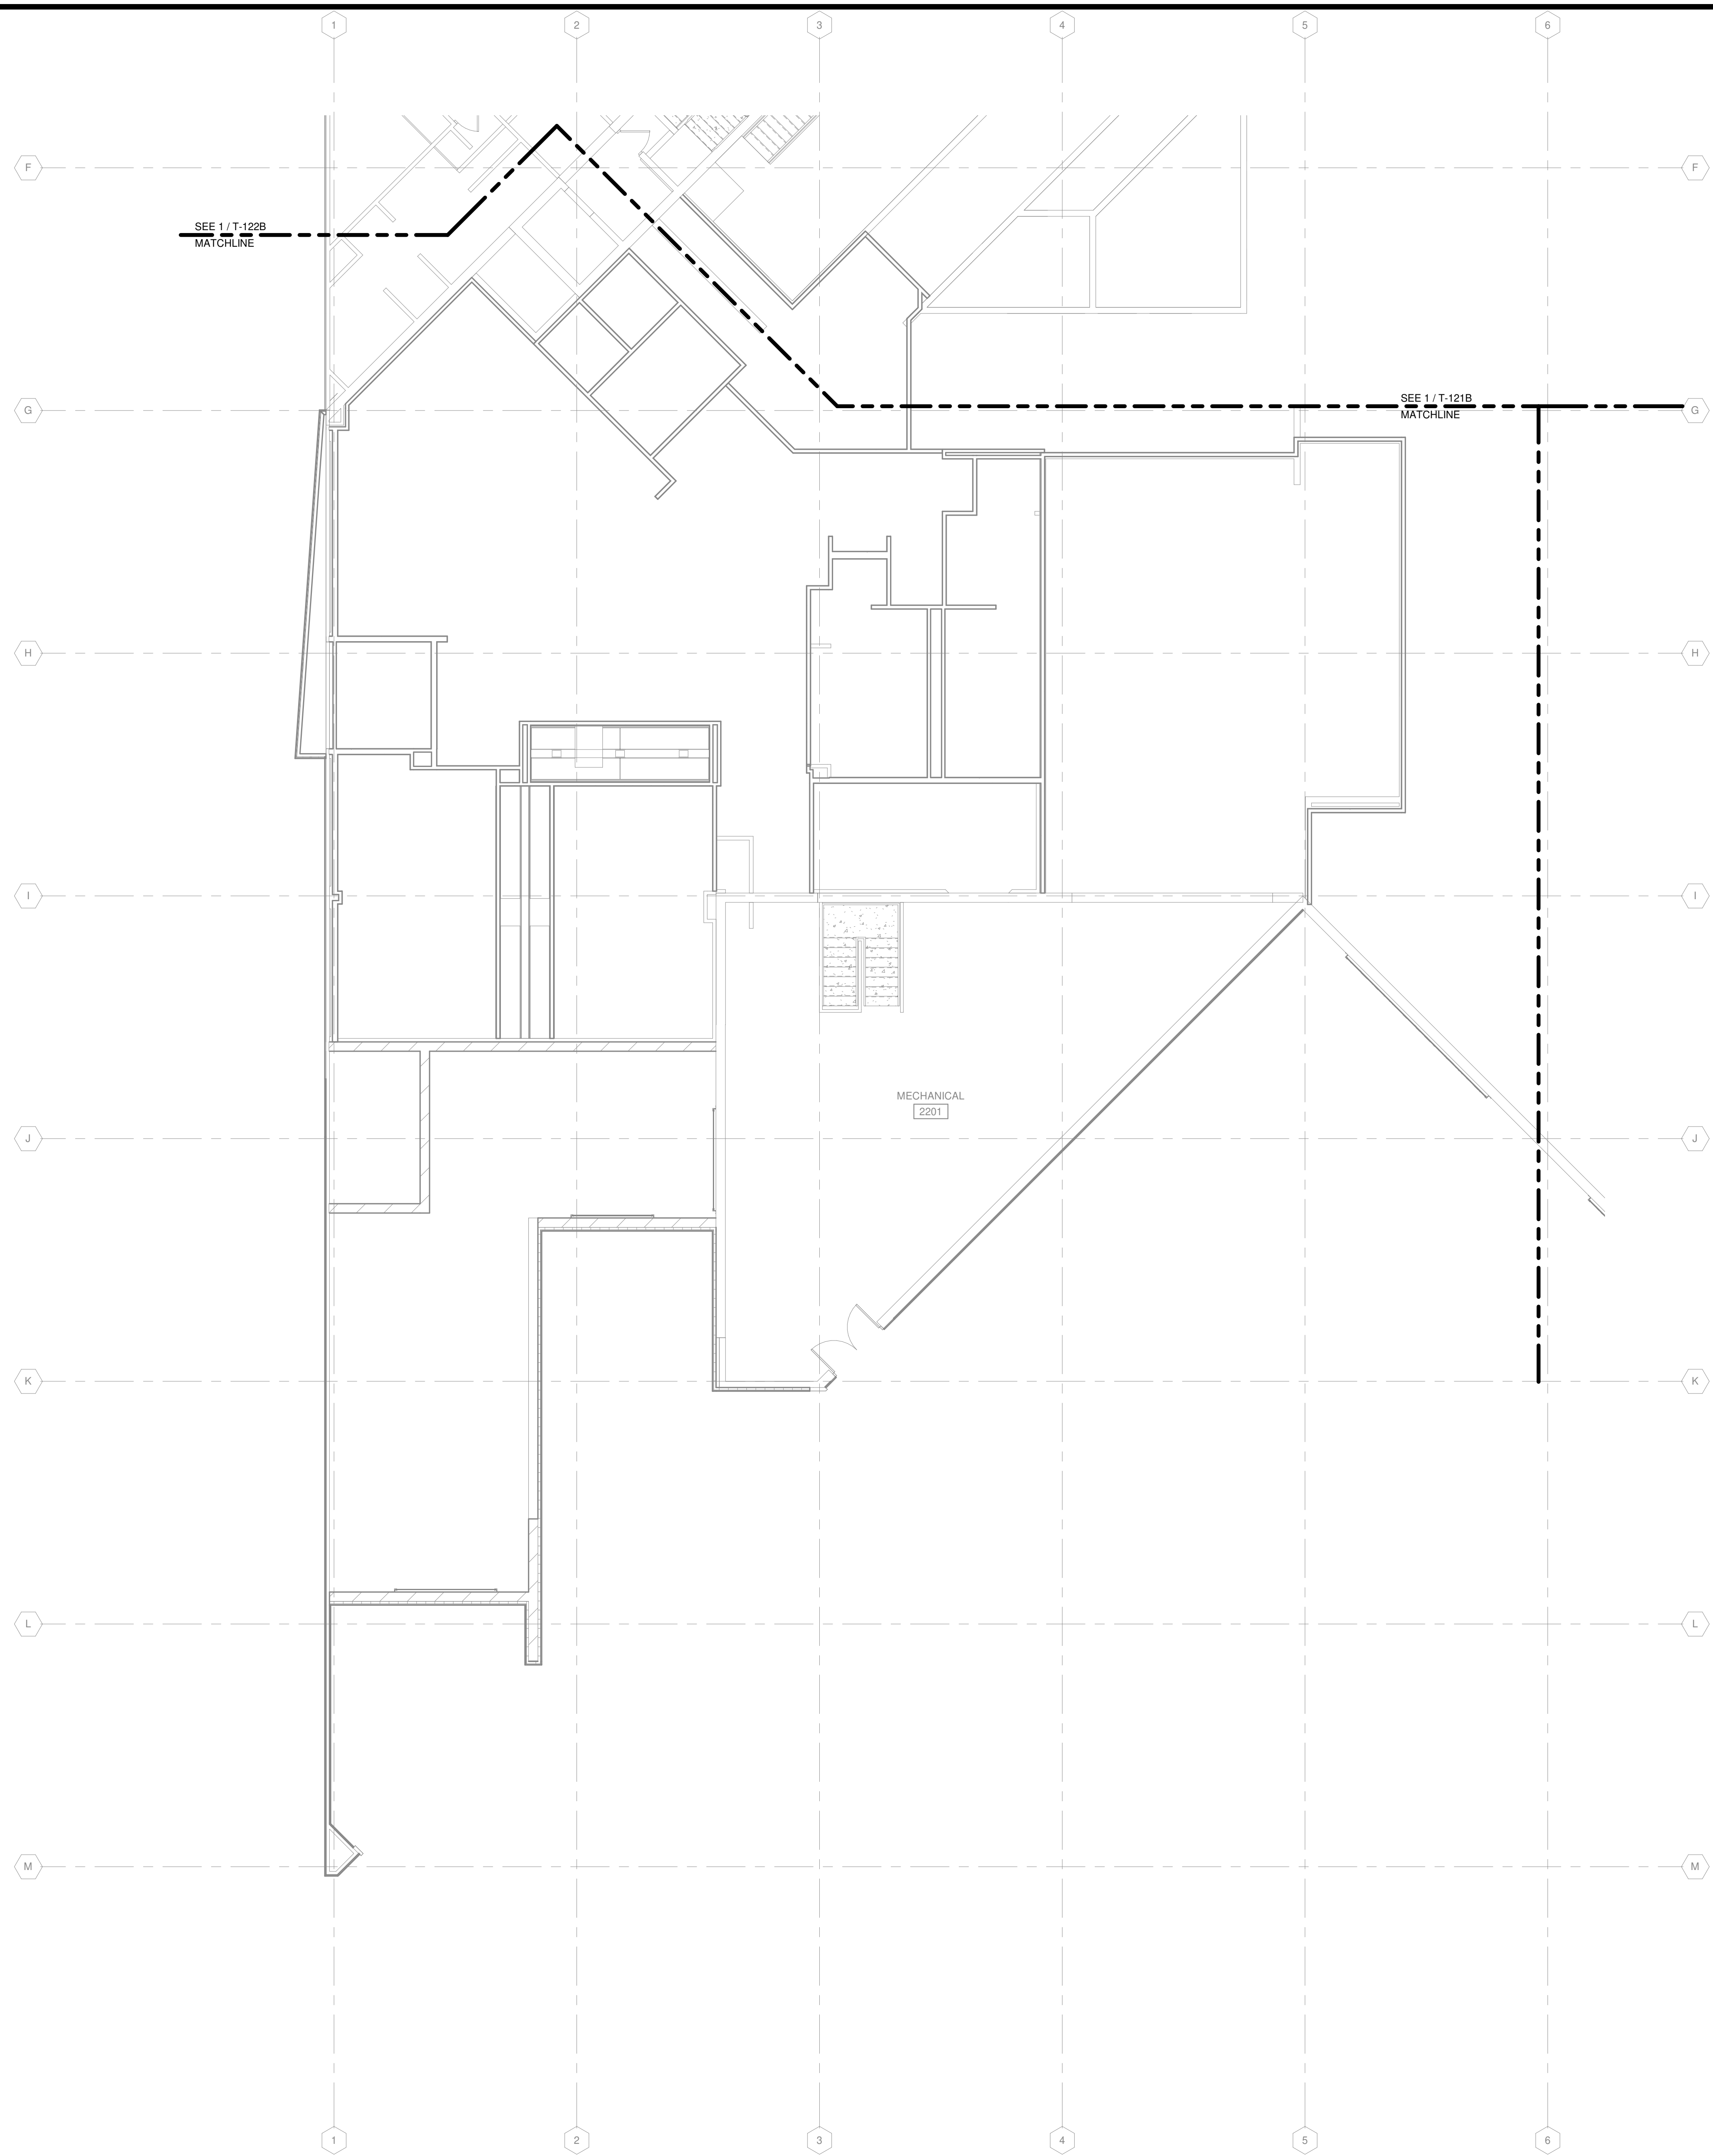 1 2 3 4 5 6
F F
SEE 1 / T-122B
MATCHLINE
SEE 1 / T-121B
G G
MATCHLINE
H H
I I
MECHANICAL
2201
J J
K K
L L
M M
1 2 3 4 5 6